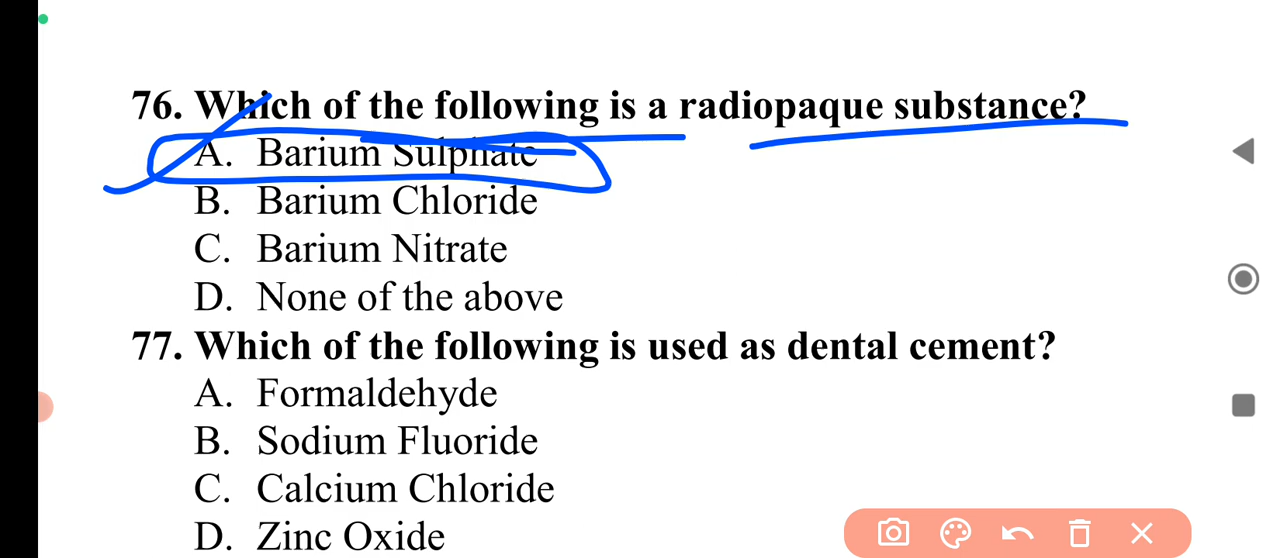 76. Which of the following is a radiopaque substance?
A. Barium Sulphate
B. Barium Chloride
C. Barium Nitrate
D. None of the above
77. Which of the following is used as dental cement?
A. Formaldehyde
B. Sodium Fluoride
C. Calcium Chloride
D. Zinc Oxide